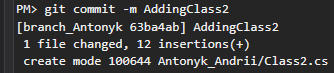 PM> git commit -m AddingClass2
[branch_Antonyk 63ba4ab] AddingClass2
1 file changed, 12 insertions(+)
create mode 100644 Antonyk_Andrii/Class2.cs